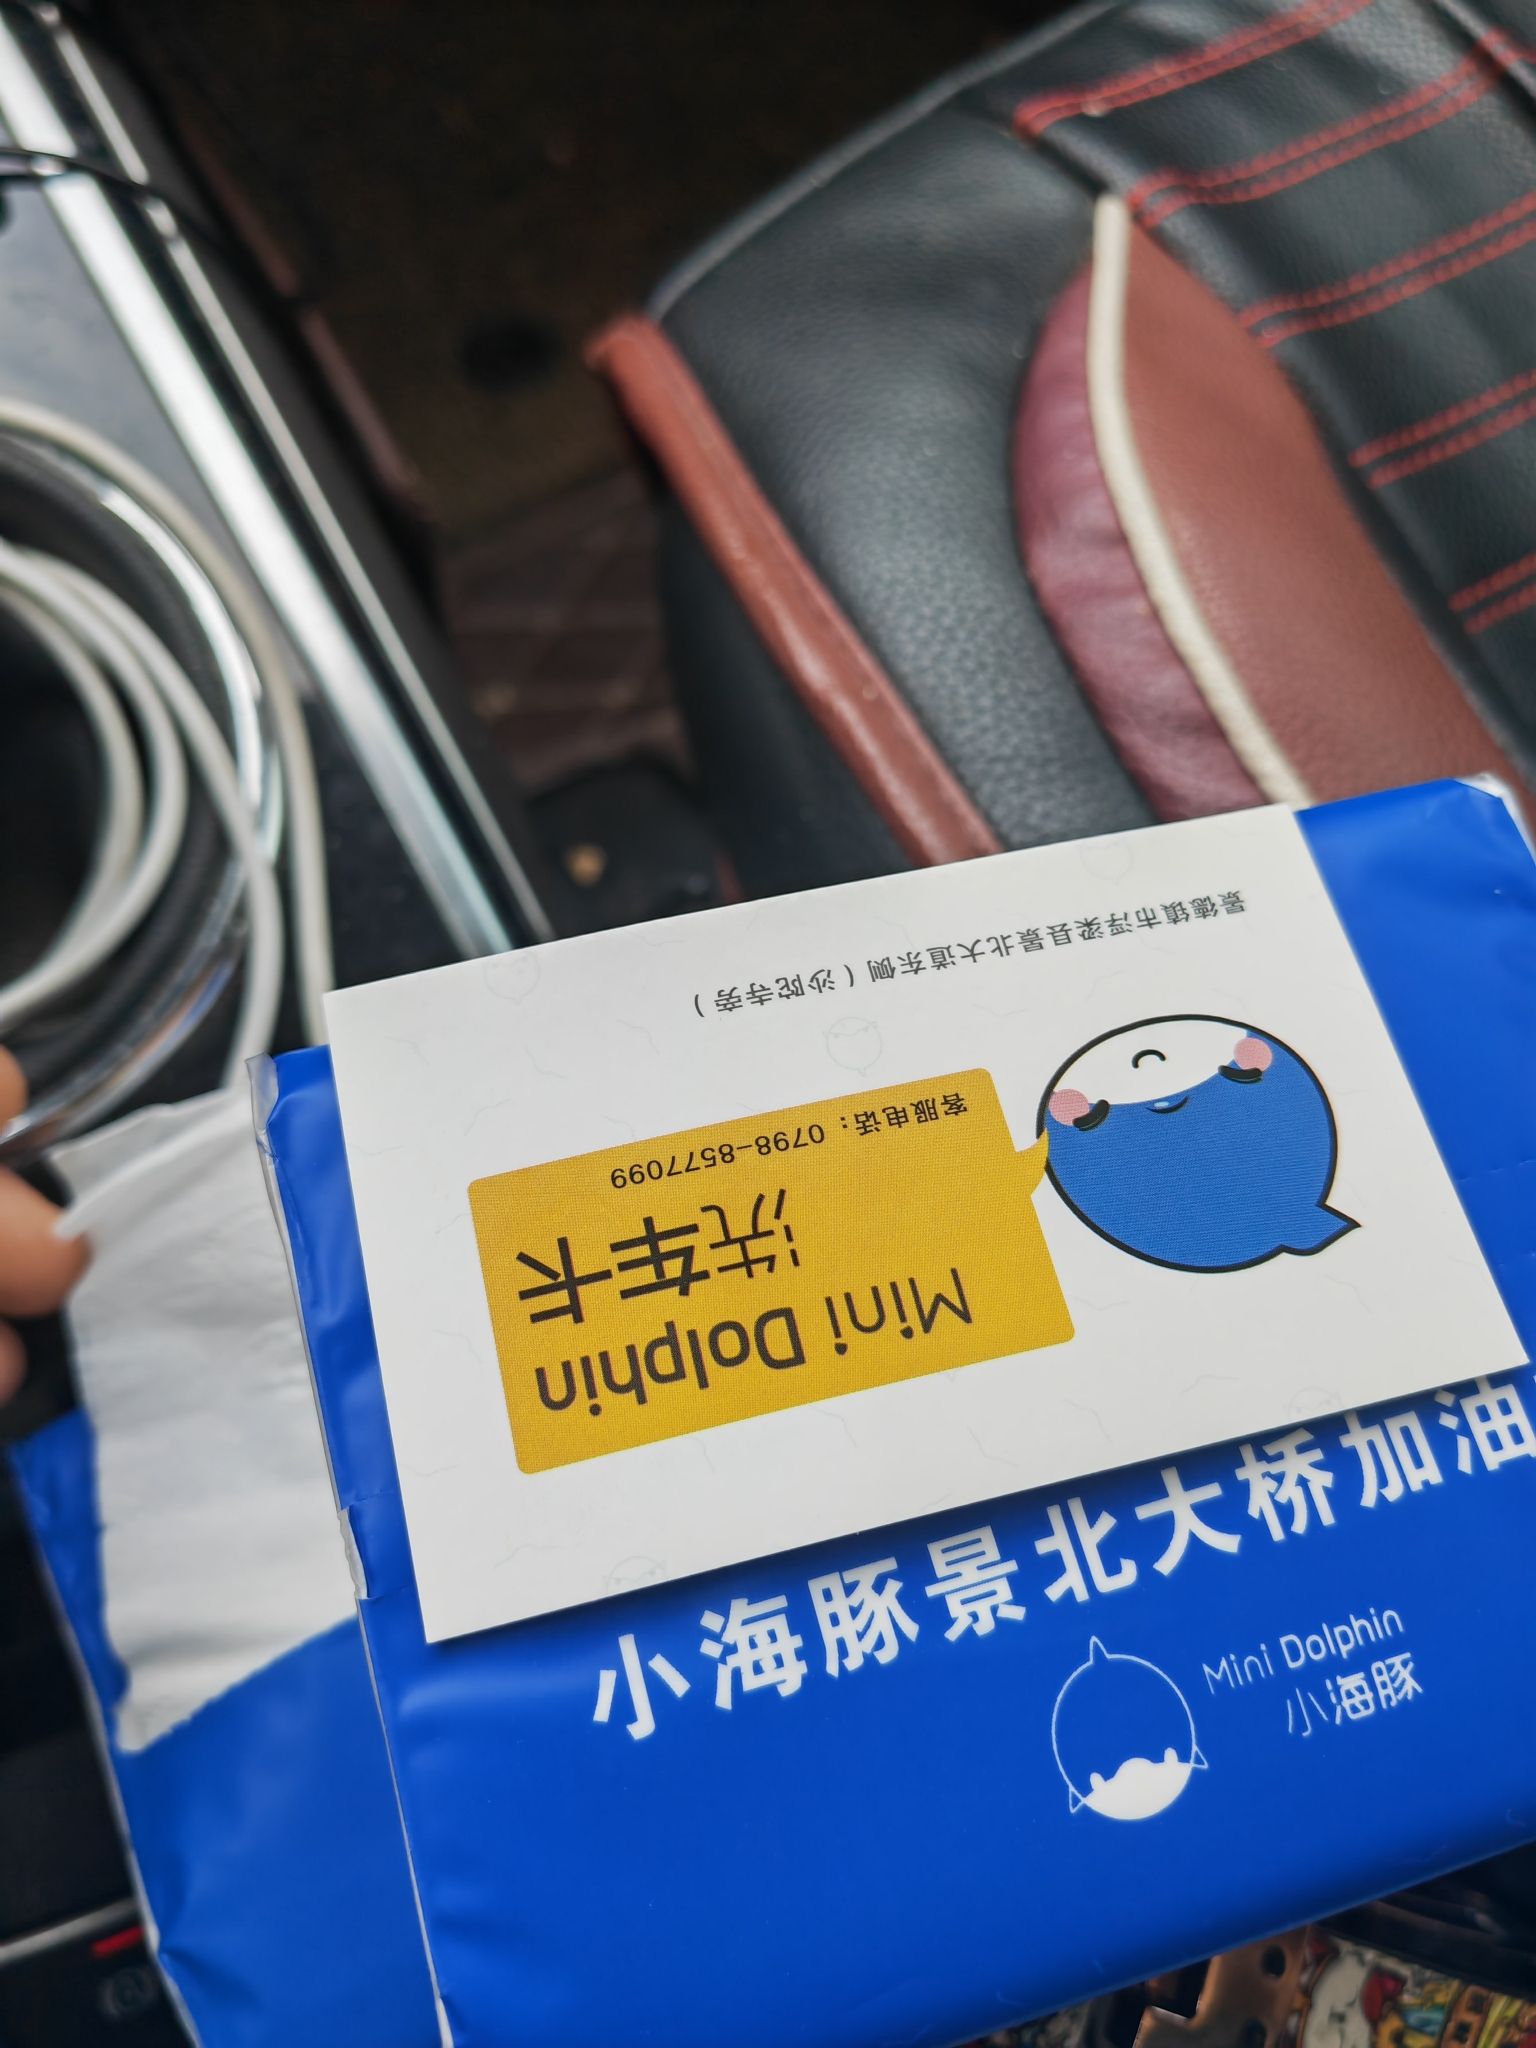 Mini Dolphin
洗车卡
客服电话：0798-8577099
景德镇市浮梁县景北大道东侧（沙陀寺旁）
小海豚景北大桥加油
Mini Dolphin
小海豚